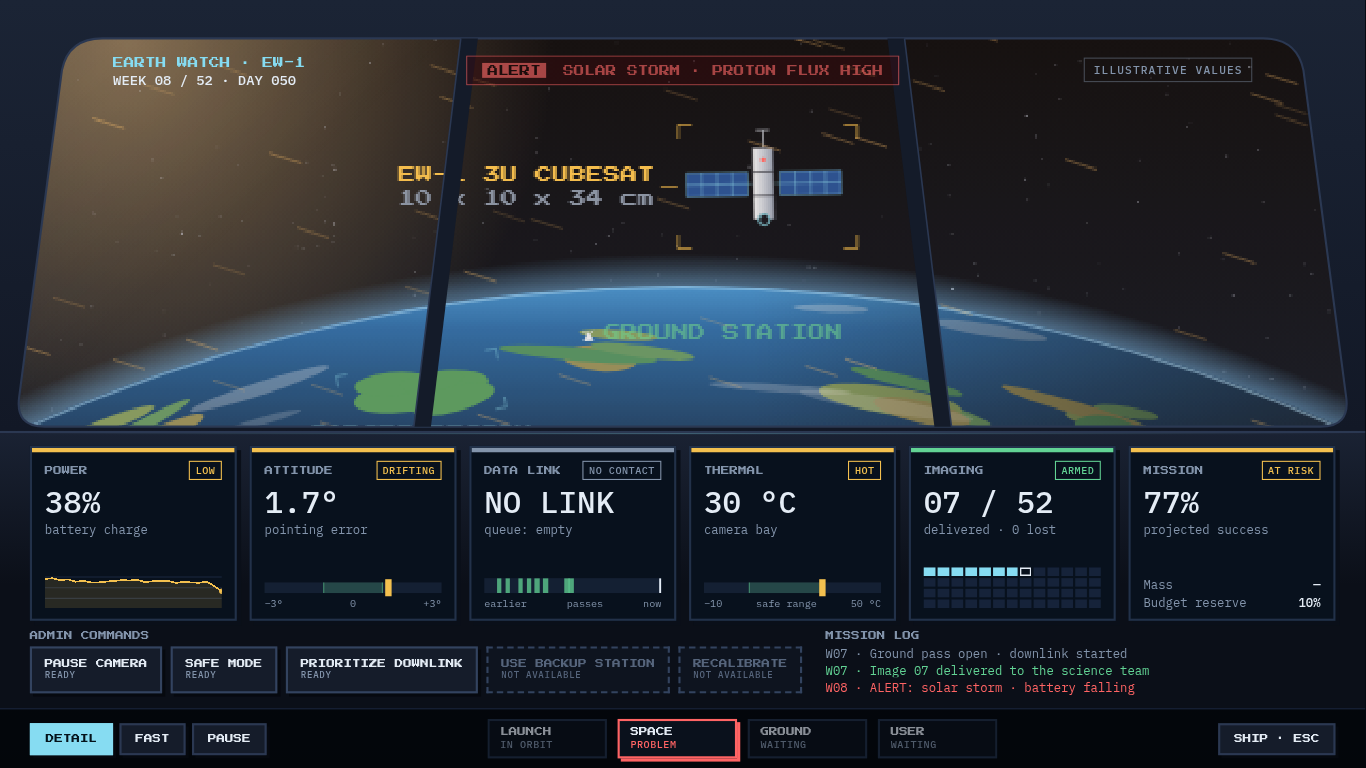 EARTH WATCH · EW-1
WEEK 08 / 52 · DAY 050
ALERT SOLAR STORM · PROTON FLUX HIGH
ILLUSTRATIVE VALUES
3U CUBESAT
10 x 10 x 34 cm
GROUND STATION
POWER LOW
38%
battery charge
ATTITUDE DRIFTING
1.7°
pointing error
−3° 0 +3°
DATA LINK NO CONTACT
NO LINK
queue: empty
earlier passes now
THERMAL HOT
30 °C
camera bay
−10 safe range 50 °C
IMAGING ARMED
07 / 52
delivered · 0 lost
MISSION AT RISK
77%
projected success
Mass —
Budget reserve 10%
ADMIN COMMANDS
PAUSE CAMERA
READY
SAFE MODE
READY
PRIORITIZE DOWNLINK
READY
USE BACKUP STATION
NOT AVAILABLE
RECALIBRATE
NOT AVAILABLE
MISSION LOG
W07 · Ground pass open · downlink started
W07 · Image 07 delivered to the science team
W08 · ALERT: solar storm · battery falling
DETAIL
FAST
PAUSE
LAUNCH
IN ORBIT
SPACE
PROBLEM
GROUND
WAITING
USER
WAITING
SHIP · ESC